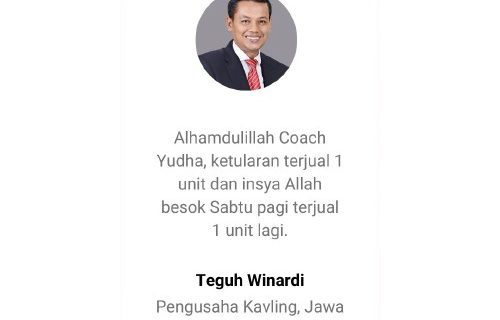 Alhamdulillah Coach
Yudha, ketularan terjual 1
unit dan insya Allah
besok Sabtu pagi terjual
1 unit lagi.
Teguh Winardi
Pengusaha Kavling, Jawa